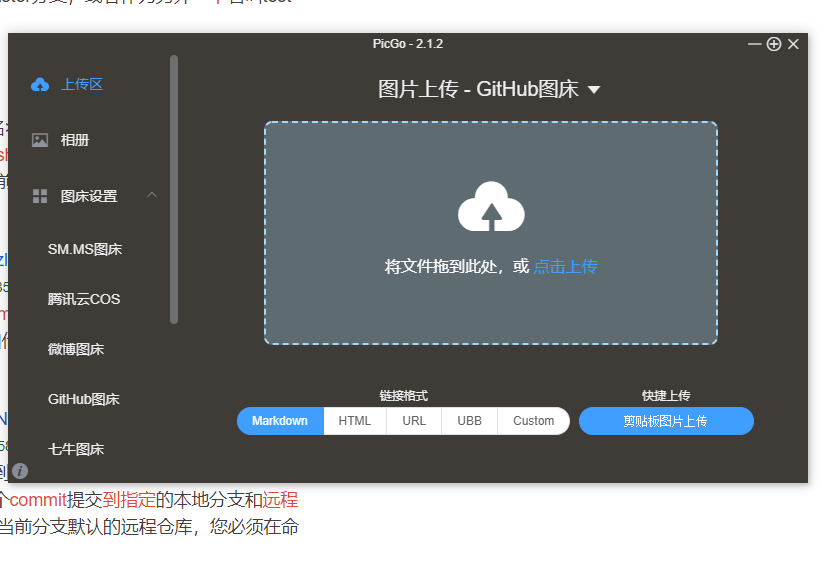 PicGo - 2.1.2
上传区
相册
图床设置
SM.MS图床
腾讯云COS
微博图床
GitHub图床
七牛图床
图片上传 - GitHub图床
将文件拖到此处，或 点击上传
链接格式
Markdown HTML URL UBB Custom
快捷上传
剪贴板图片上传
个commit提交到指定的本地分支和远程
当前分支默认的远程仓库，您必须在命